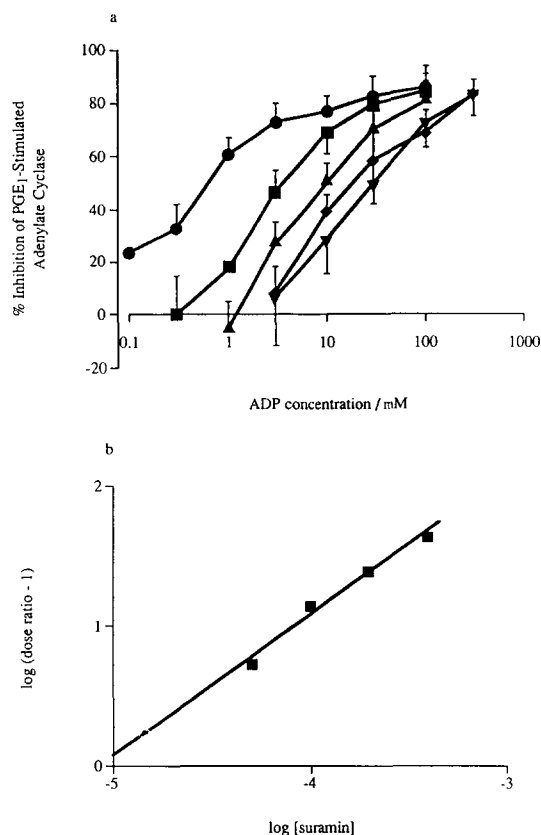 a
100
80
60
40
20
0
-20
% Inhibition of PGE1-Stimulated
Adenylate Cyclase
0.1 1 10 100 1000
ADP concentration / mM
b
2
1
0
log (dose ratio - 1)
-5 -4 -3
log [suramin]